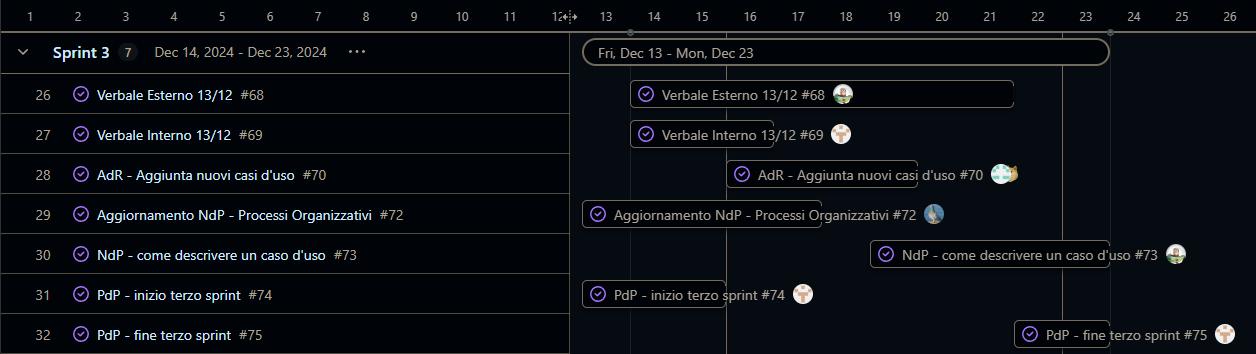 1 2 3 4 5 6 7 8 9 10 11 12 13 14 15 16 17 18 19 20 21 22 23 24 25 26
Sprint 3 7 Dec 14, 2024 - Dec 23, 2024 ... Fri, Dec 13 - Mon, Dec 23
26 Verbale Esterno 13/12 #68 Verbale Esterno 13/12 #68
27 Verbale Interno 13/12 #69 Verbale Interno 13/12 #69
28 AdR - Aggiunta nuovi casi d'uso #70 AdR - Aggiunta nuovi casi d'uso #70
29 Aggiornamento NdP - Processi Organizzativi #72 Aggiornamento NdP - Processi Organizzativi #72
30 NdP - come descrivere un caso d'uso #73 NdP - come descrivere un caso d'uso #73
31 PdP - inizio terzo sprint #74 PdP - inizio terzo sprint #74
32 PdP - fine terzo sprint #75 PdP - fine terzo sprint #75